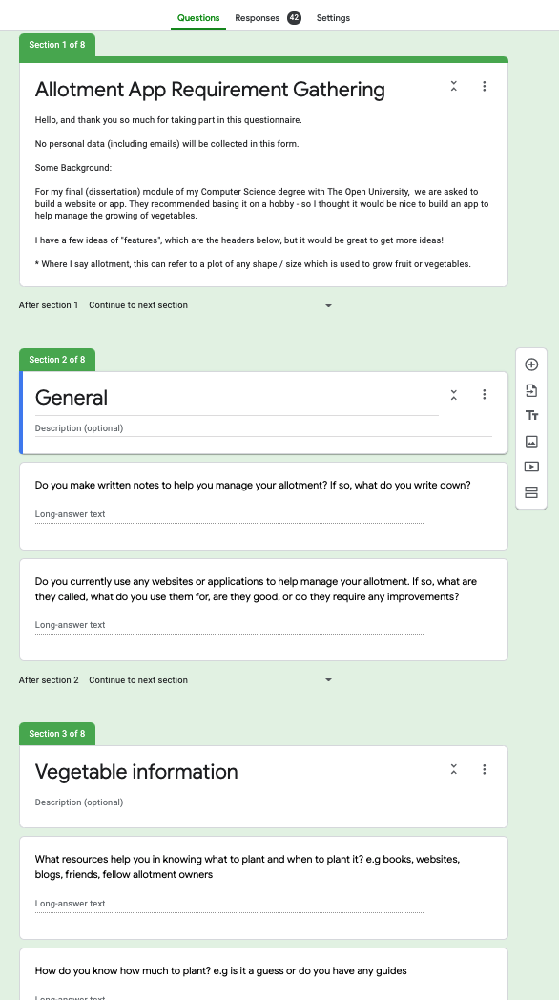 Questions Responses 42 Settings
Section 1 of 8
Allotment App Requirement Gathering
Hello, and thank you so much for taking part in this questionnaire.
No personal data (including emails) will be collected in this form.
Some Background:
For my final (dissertation) module of my Computer Science degree with The Open University,  we are asked to
build a website or app. They recommended basing it on a hobby - so I thought it would be nice to build an app to
help manage the growing of vegetables.
I have a few ideas of "features", which are the headers below, but it would be great to get more ideas!
* Where I say allotment, this can refer to a plot of any shape / size which is used to grow fruit or vegetables.
After section 1 Continue to next section
Section 2 of 8
General
Description (optional)
Do you make written notes to help you manage your allotment? If so, what do you write down?
Long-answer text
Do you currently use any websites or applications to help manage your allotment. If so, what are
they called, what do you use them for, are they good, or do they require any improvements?
Long-answer text
After section 2 Continue to next section
Section 3 of 8
Vegetable information
Description (optional)
What resources help you in knowing what to plant and when to plant it? e.g books, websites,
blogs, friends, fellow allotment owners
Long-answer text
How do you know how much to plant? e.g is it a guess or do you have any guides
Long-answer text